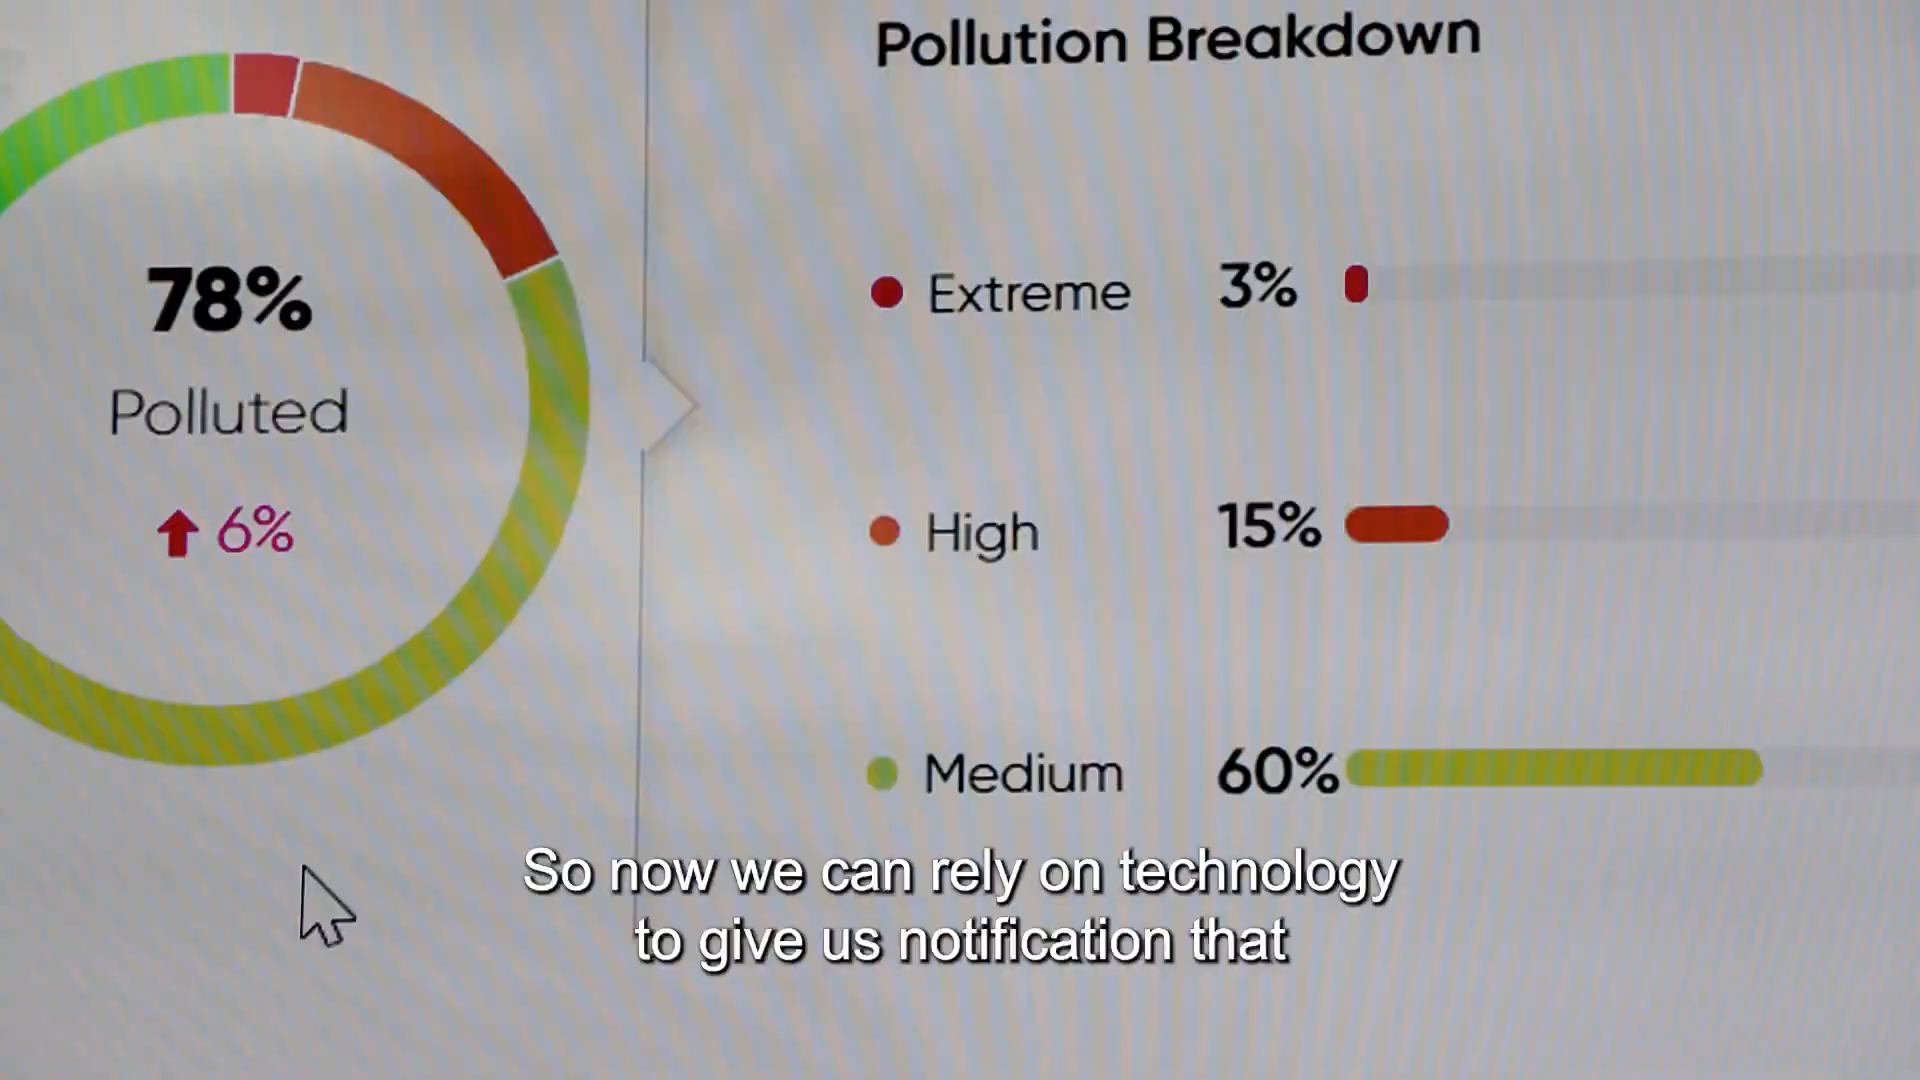 Pollution Breakdown
78%
Polluted
6%
Extreme 3%
High 15%
Medium 60%
So now we can rely on technology
to give us notification that